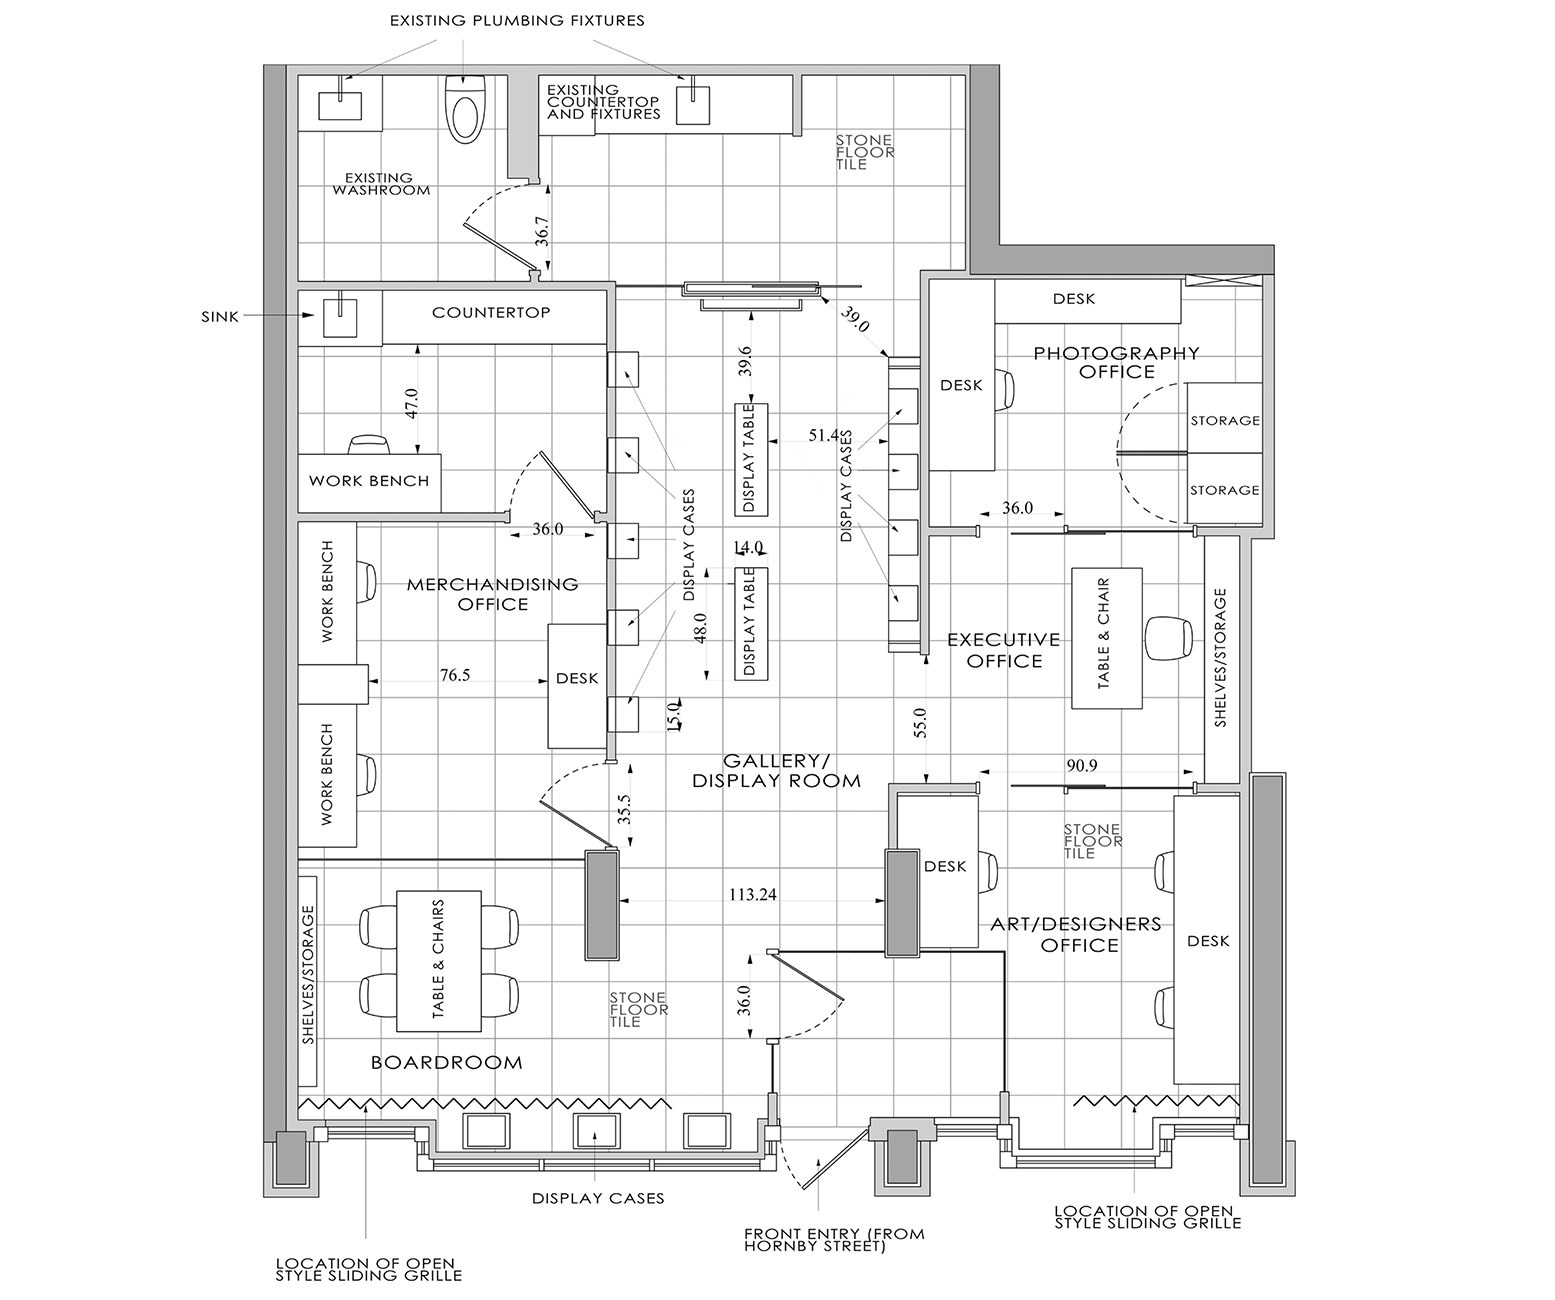 EXISTING PLUMBING FIXTURES
EXISTING
COUNTERTOP
AND FIXTURES
STONE
FLOOR
TILE
EXISTING
WASHROOM
36.7
SINK
COUNTERTOP
39.0
DESK
39.6
PHOTOGRAPHY
OFFICE
DESK
47.0
STORAGE
DISPLAY TABLE
51.4
DISPLAY CASES
WORK BENCH
STORAGE
36.0
36.0
DISPLAY CASES
14.0
WORK BENCH
MERCHANDISING
OFFICE
DISPLAY TABLE
48.0
EXECUTIVE
OFFICE
TABLE & CHAIR
SHELVES/STORAGE
76.5
DESK
15.0
55.0
WORK BENCH
GALLERY/
DISPLAY ROOM
90.9
35.5
STONE
FLOOR
TILE
DESK
113.24
ART/DESIGNERS
OFFICE
DESK
SHELVES/STORAGE
TABLE & CHAIRS
STONE
FLOOR
TILE
36.0
BOARDROOM
DISPLAY CASES
LOCATION OF OPEN
STYLE SLIDING GRILLE
FRONT ENTRY (FROM
HORNBY STREET)
LOCATION OF OPEN
STYLE SLIDING GRILLE